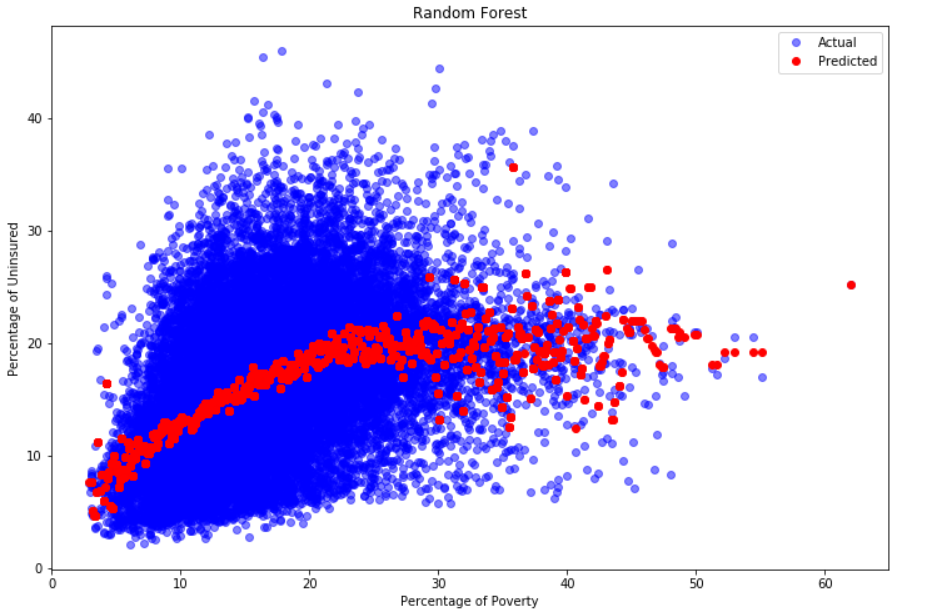 Random Forest
Actual
Predicted
Percentage of Uninsured
40
30
20
10
0
0 10 20 30 40 50 60
Percentage of Poverty